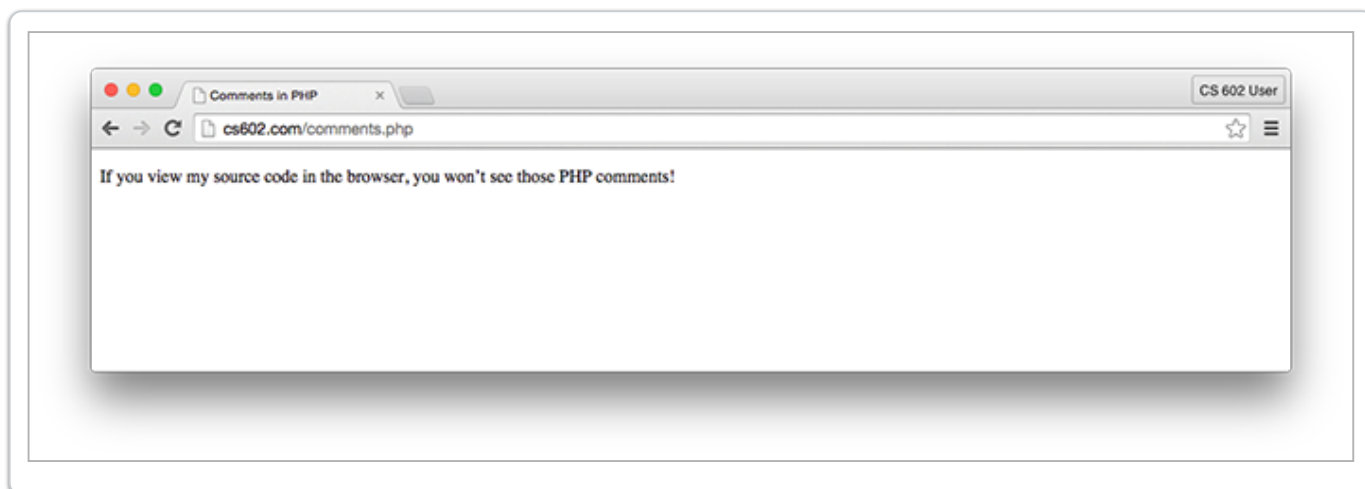 Comments in PHP
CS 602 User
cs602.com/comments.php
If you view my source code in the browser, you won’t see those PHP comments!